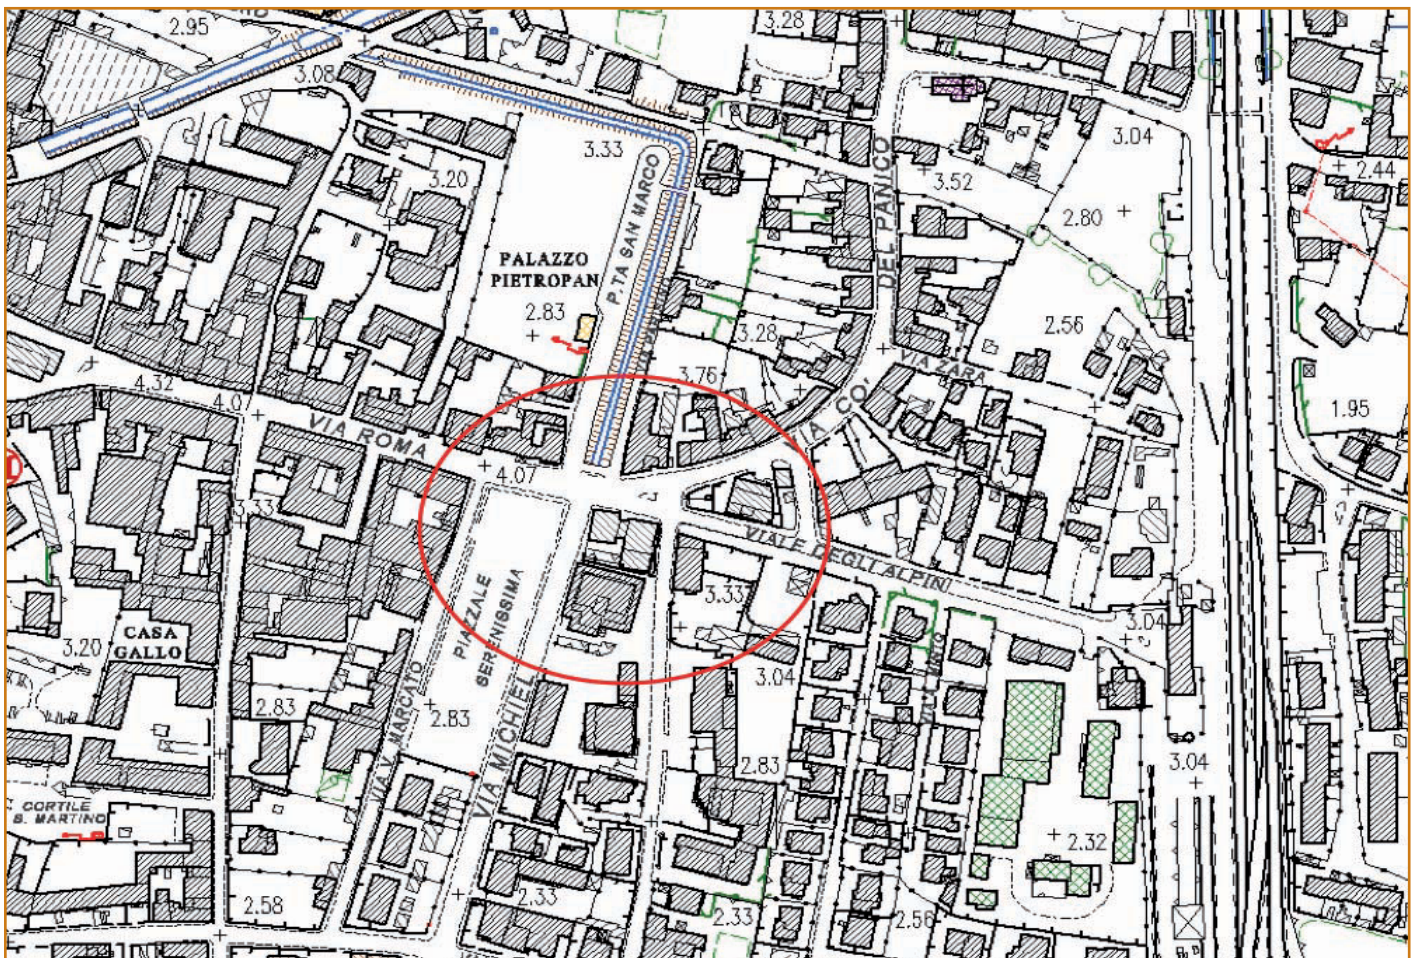 2.95
3.08
3.28
3.33
3.20
3.04
3.52
2.44
2.80
DEL PANICO
P.TA SAN MARCO
PALAZZO
PIETROPAN
2.83
3.28
2.56
VIA ZARA
3.76
1.95
4.32
4.07
VIA ROMA
VIA CO'
4.07
3.33
VIALE DEGLI ALPINI
PIAZZALE
SERENISSIMA
3.33
3.04
CASA
GALLO
3.20
3.04
2.83
2.83
VIA V. MARCATO
VIA MICHIEL
2.83
3.04
CORTILE
S. MARTINO
2.32
2.58
2.33
2.33
2.56